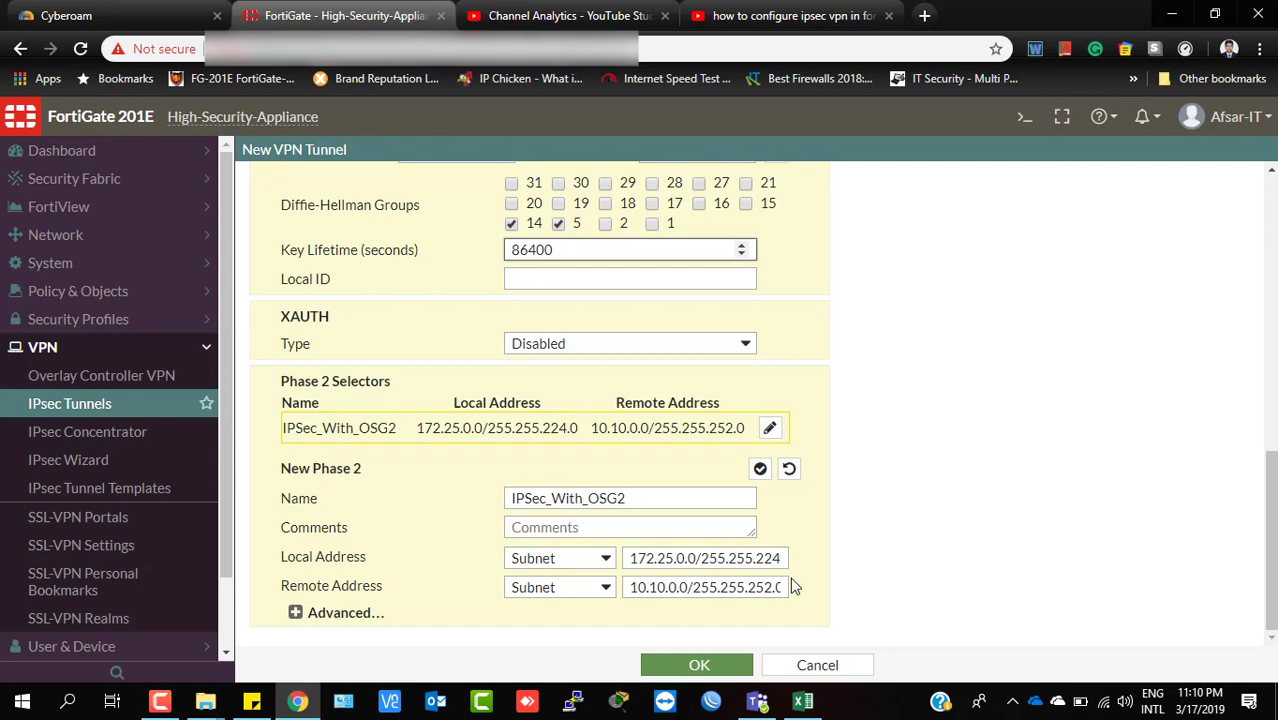 Cyberoam
FortiGate - High-Security-Applia
Channel Analytics - YouTube Stu
how to configure ipsec vpn in for
Not secure
Apps
Bookmarks
FG-201E FortiGate-...
Brand Reputation L...
IP Chicken - What i...
Internet Speed Test ...
Best Firewalls 2018:...
IT Security - Multi P...
Other bookmarks
FortiGate 201E
High-Security-Appliance
Afsar-IT
Dashboard
Security Fabric
FortiView
Network
System
Policy & Objects
Security Profiles
VPN
Overlay Controller VPN
IPsec Tunnels
IPsec Concentrator
IPsec Wizard
IPsec Tunnel Templates
SSL-VPN Portals
SSL-VPN Settings
SSL-VPN Personal
Bookmarks
SSL-VPN Realms
User & Device
New VPN Tunnel
31 30 29 28 27 21
Diffie-Hellman Groups 20 19 18 17 16 15
14 5 2 1
Key Lifetime (seconds) 86400
Local ID
XAUTH
Type Disabled
Phase 2 Selectors
Name Local Address Remote Address
IPSec_With_OSG2 172.25.0.0/255.255.224.0 10.10.0.0/255.255.252.0
New Phase 2
Name IPSec_With_OSG2
Comments Comments
Local Address Subnet 172.25.0.0/255.255.224
Remote Address Subnet 10.10.0.0/255.255.252.0
Advanced...
OK Cancel
ENG 11:10 PM
INTL 3/17/2019